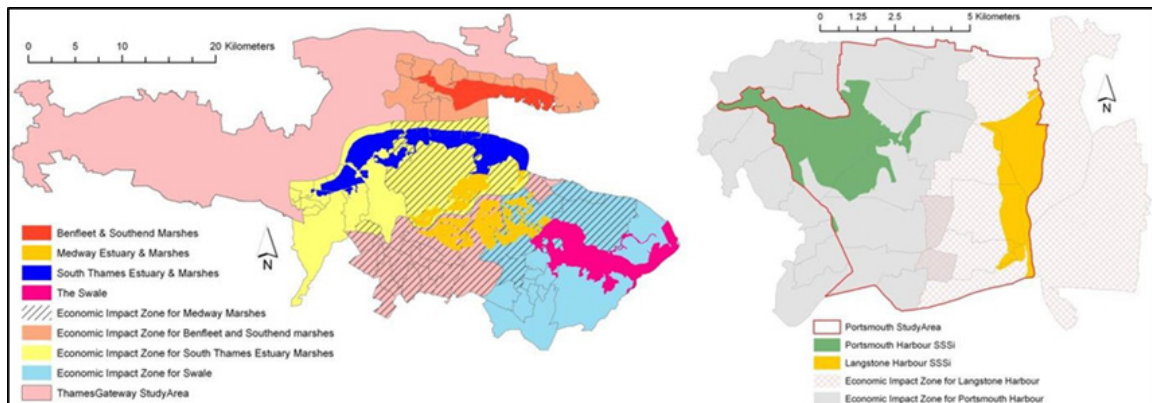 0 5 10 20 Kilometers
N
Benfleet & Southend Marshes
Medway Estuary & Marshes
South Thames Estuary & Marshes
The Swale
Economic Impact Zone for Medway Marshes
Economic Impact Zone for Benfleet and Southend marshes
Economic Impact Zone for South Thames Estuary Marshes
Economic Impact Zone for Swale
ThamesGateway StudyArea
0 1.25 2.5 5 Kilometers
N
Portsmouth StudyArea
Portsmouth Harbour SSSi
Langstone Harbour SSSi
Economic Impact Zone for Langstone Harbour
Economic Impact Zone for Portsmouth Harbour